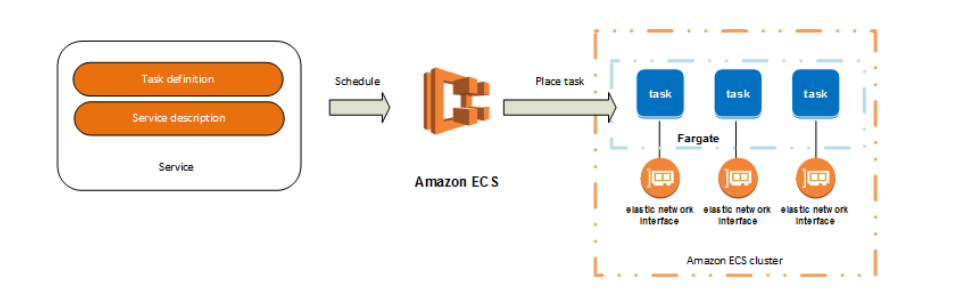 Task definition
Service description
Service
Schedule
Amazon ECS
Place task
task task task
Fargate
elastic network elastic network elastic network
interface interface interface
Amazon ECS cluster